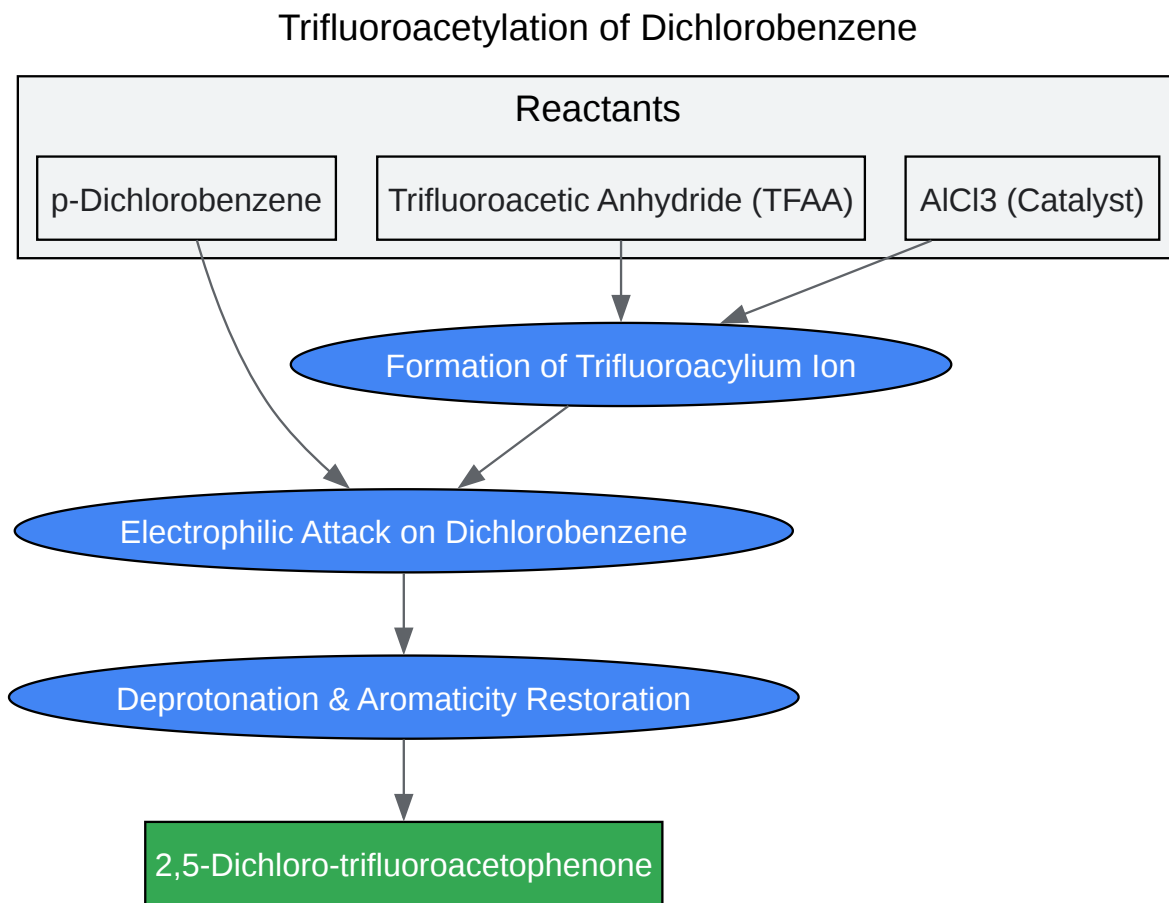 Trifluoroacetylation of Dichlorobenzene
Reactants
p-Dichlorobenzene
Trifluoroacetic Anhydride (TFAA)
AlCl3 (Catalyst)
Formation of Trifluoroacylium Ion
Electrophilic Attack on Dichlorobenzene
Deprotonation & Aromaticity Restoration
2,5-Dichloro-trifluoroacetophenone